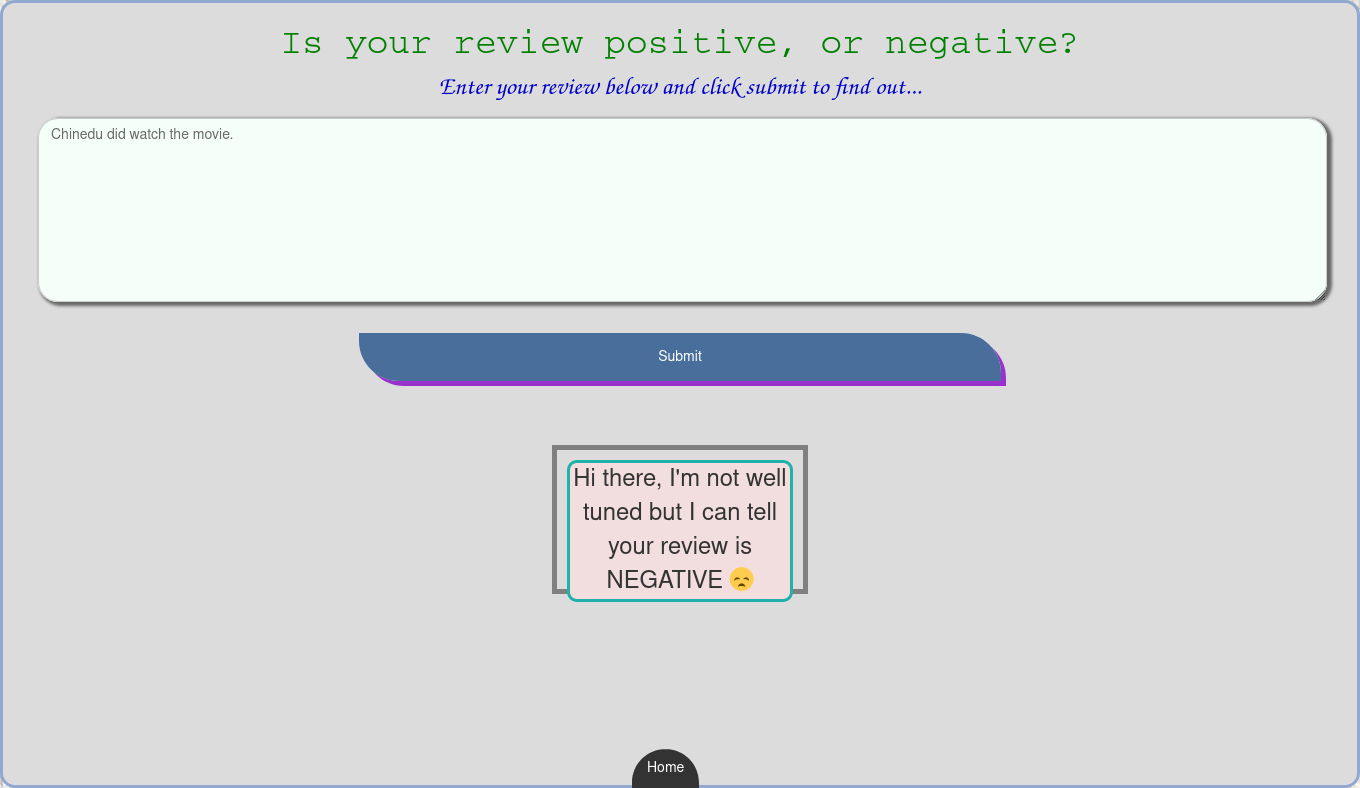 Is your review positive, or negative?
Enter your review below and click submit to find out...
Chinedu did watch the movie.
Submit
Hi there, I'm not well
tuned but I can tell
your review is
NEGATIVE 😞
Home